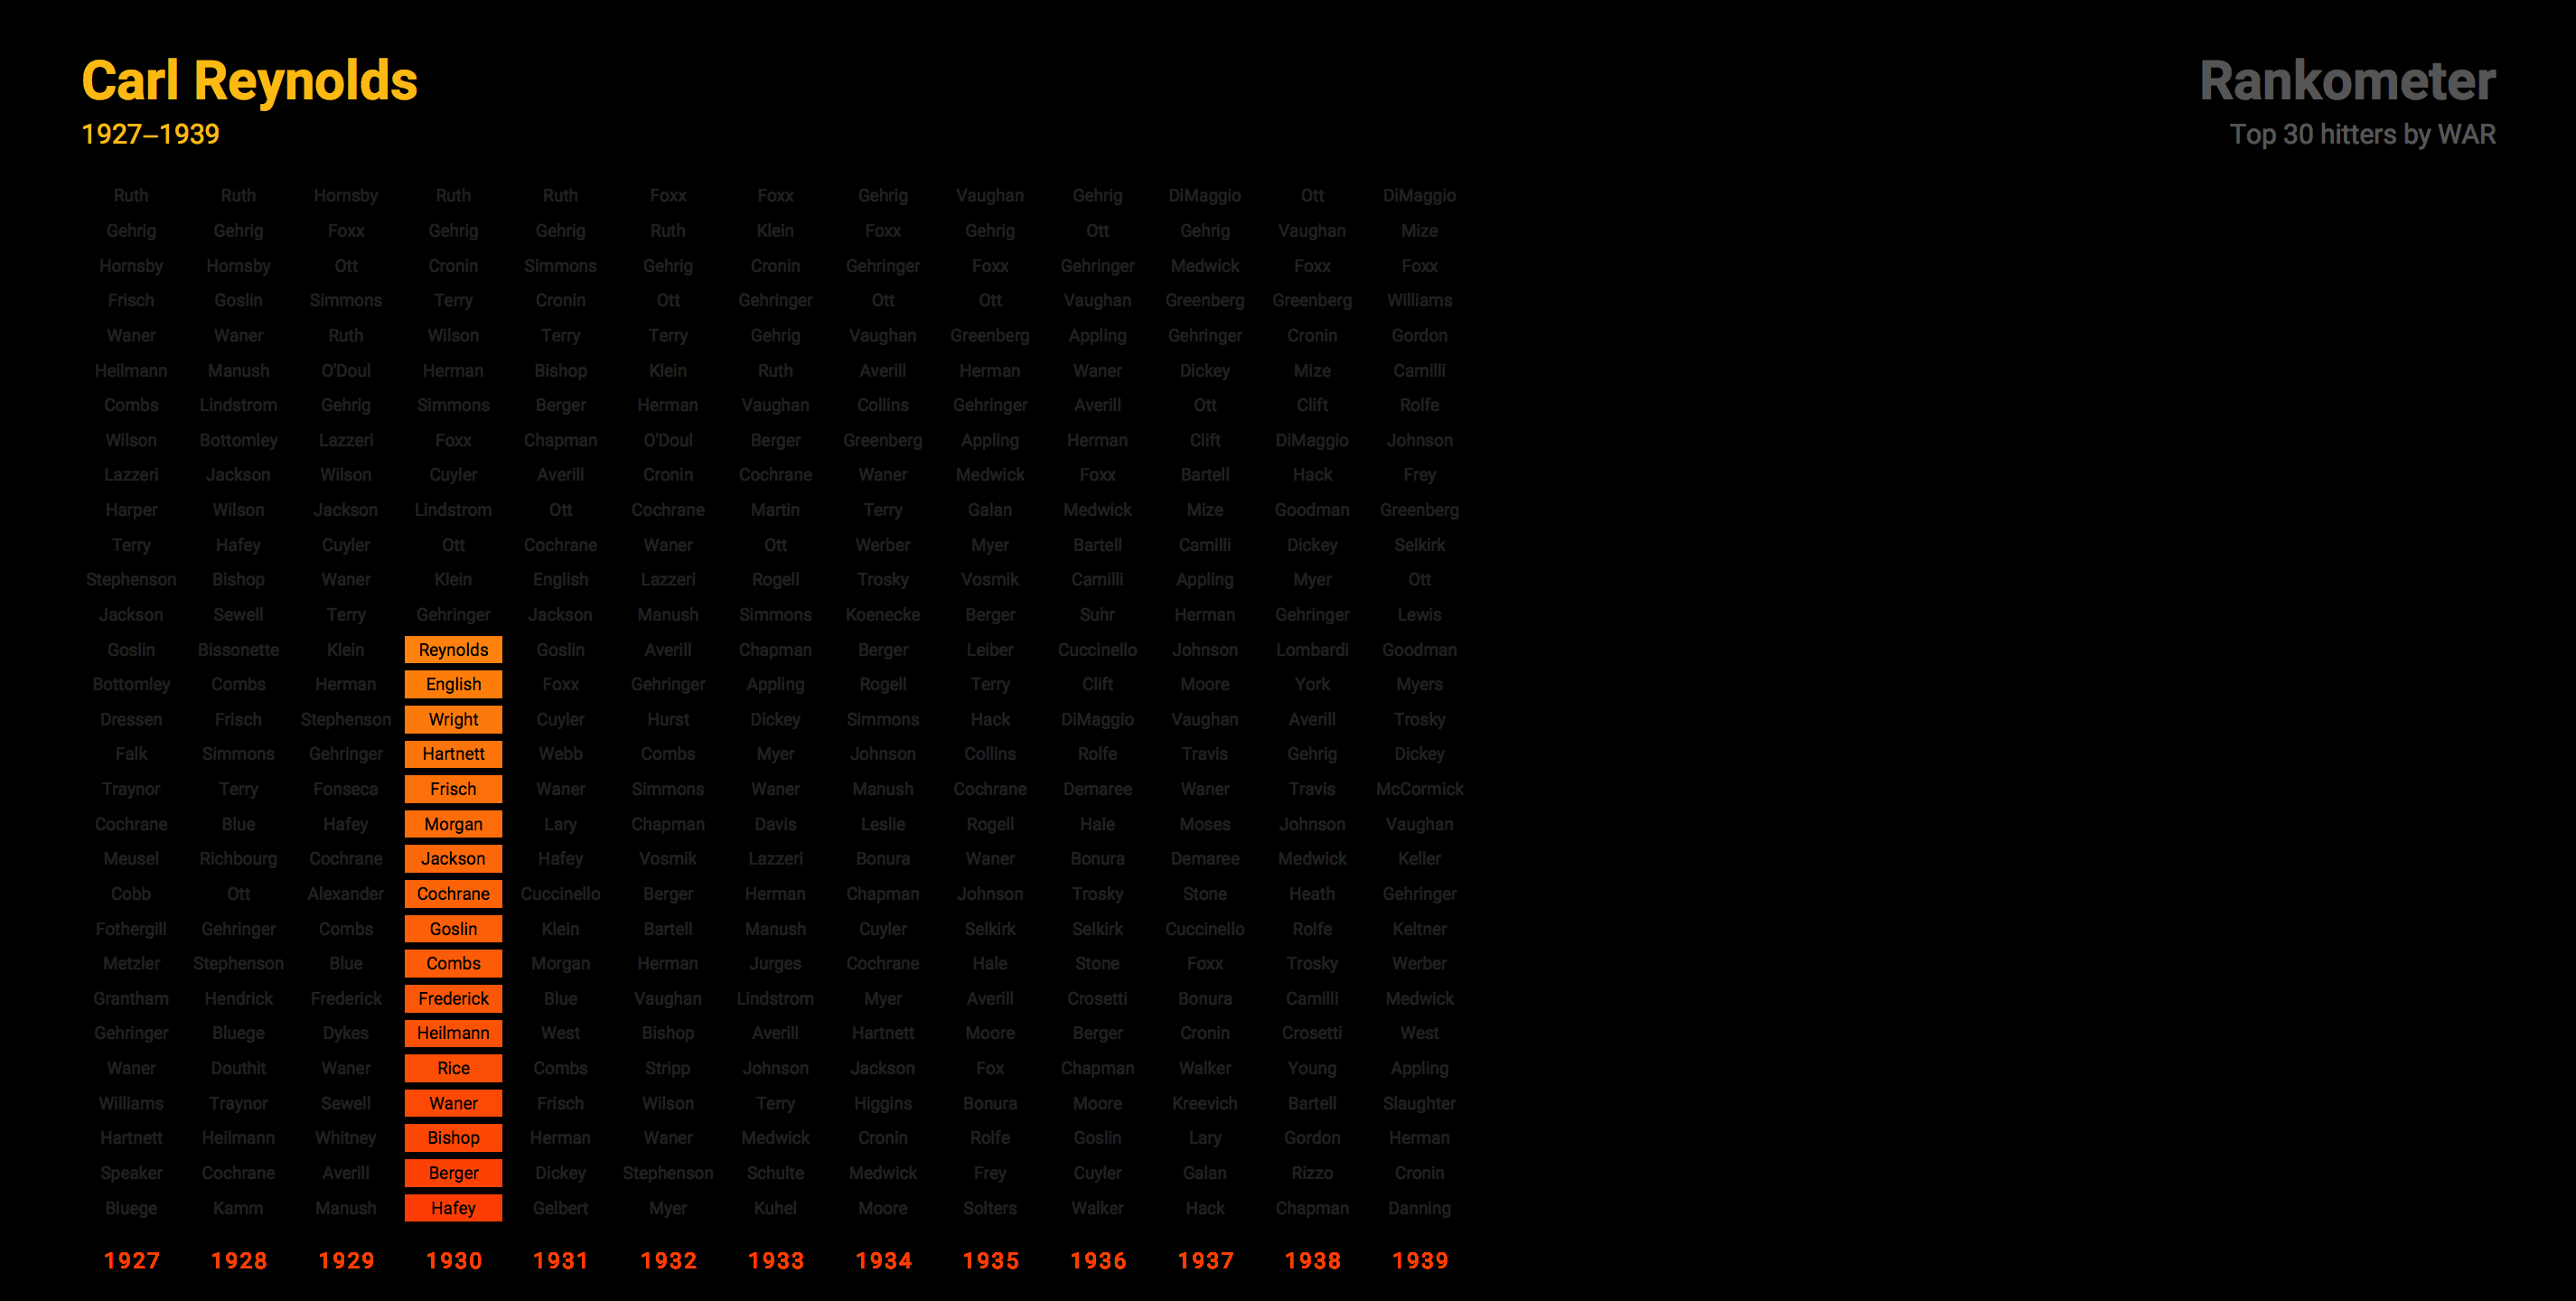 Carl Reynolds
1927–1939
Rankometer
Top 30 hitters by WAR
Ruth Ruth Hornsby Ruth Ruth Foxx Foxx Gehrig Vaughan Gehrig DiMaggio Ott DiMaggio
Gehrig Gehrig Foxx Gehrig Gehrig Ruth Klein Foxx Gehrig Ott Gehrig Vaughan Mize
Hornsby Hornsby Ott Cronin Simmons Gehrig Cronin Gehringer Foxx Gehringer Medwick Foxx Foxx
Frisch Goslin Simmons Terry Cronin Ott Gehringer Ott Ott Vaughan Greenberg Greenberg Williams
Waner Waner Ruth Wilson Terry Terry Gehrig Vaughan Greenberg Appling Gehringer Cronin Gordon
Heilmann Manush O'Doul Herman Bishop Klein Ruth Averill Herman Waner Dickey Mize Camilli
Combs Lindstrom Gehrig Simmons Berger Herman Vaughan Collins Gehringer Averill Ott Clift Rolfe
Wilson Bottomley Lazzeri Foxx Chapman O'Doul Berger Greenberg Appling Herman Clift DiMaggio Johnson
Lazzeri Jackson Wilson Cuyler Averill Cronin Cochrane Waner Medwick Foxx Bartell Hack Frey
Harper Wilson Jackson Lindstrom Ott Cochrane Martin Terry Galan Medwick Mize Goodman Greenberg
Terry Hafey Cuyler Ott Cochrane Waner Ott Werber Myer Bartell Camilli Dickey Selkirk
Stephenson Bishop Waner Klein English Lazzeri Rogell Trosky Vosmik Camilli Appling Myer Ott
Jackson Sewell Terry Gehringer Jackson Manush Simmons Koenecke Berger Suhr Herman Gehringer Lewis
Goslin Bissonette Klein Reynolds Goslin Averill Chapman Berger Leiber Cuccinello Johnson Lombardi Goodman
Bottomley Combs Herman English Foxx Gehringer Appling Rogell Terry Clift Moore York Myers
Dressen Frisch Stephenson Wright Cuyler Hurst Dickey Simmons Hack DiMaggio Vaughan Averill Trosky
Falk Simmons Gehringer Hartnett Webb Combs Myer Johnson Collins Rolfe Travis Gehrig Dickey
Traynor Terry Fonseca Frisch Waner Simmons Waner Manush Cochrane Demaree Waner Travis McCormick
Cochrane Blue Hafey Morgan Lary Chapman Davis Leslie Rogell Hale Moses Johnson Vaughan
Meusel Richbourg Cochrane Jackson Hafey Vosmik Lazzeri Bonura Waner Bonura Demaree Medwick Keller
Cobb Ott Alexander Cochrane Cuccinello Berger Herman Chapman Johnson Trosky Stone Heath Gehringer
Fothergill Gehringer Combs Goslin Klein Bartell Manush Cuyler Selkirk Selkirk Cuccinello Rolfe Keltner
Metzler Stephenson Blue Combs Morgan Herman Jurges Cochrane Hale Stone Foxx Trosky Werber
Grantham Hendrick Frederick Frederick Blue Vaughan Lindstrom Myer Averill Crosetti Bonura Camilli Medwick
Gehringer Bluege Dykes Heilmann West Bishop Averill Hartnett Moore Berger Cronin Crosetti West
Waner Douthit Waner Rice Combs Stripp Johnson Jackson Fox Chapman Walker Young Appling
Williams Traynor Sewell Waner Frisch Wilson Terry Higgins Bonura Moore Kreevich Bartell Slaughter
Hartnett Heilmann Whitney Bishop Herman Waner Medwick Cronin Rolfe Goslin Lary Gordon Herman
Speaker Cochrane Averill Berger Dickey Stephenson Schulte Medwick Frey Cuyler Galan Rizzo Cronin
Bluege Kamm Manush Hafey Gelbert Myer Kuhel Moore Solters Walker Hack Chapman Danning
1927 1928 1929 1930 1931 1932 1933 1934 1935 1936 1937 1938 1939